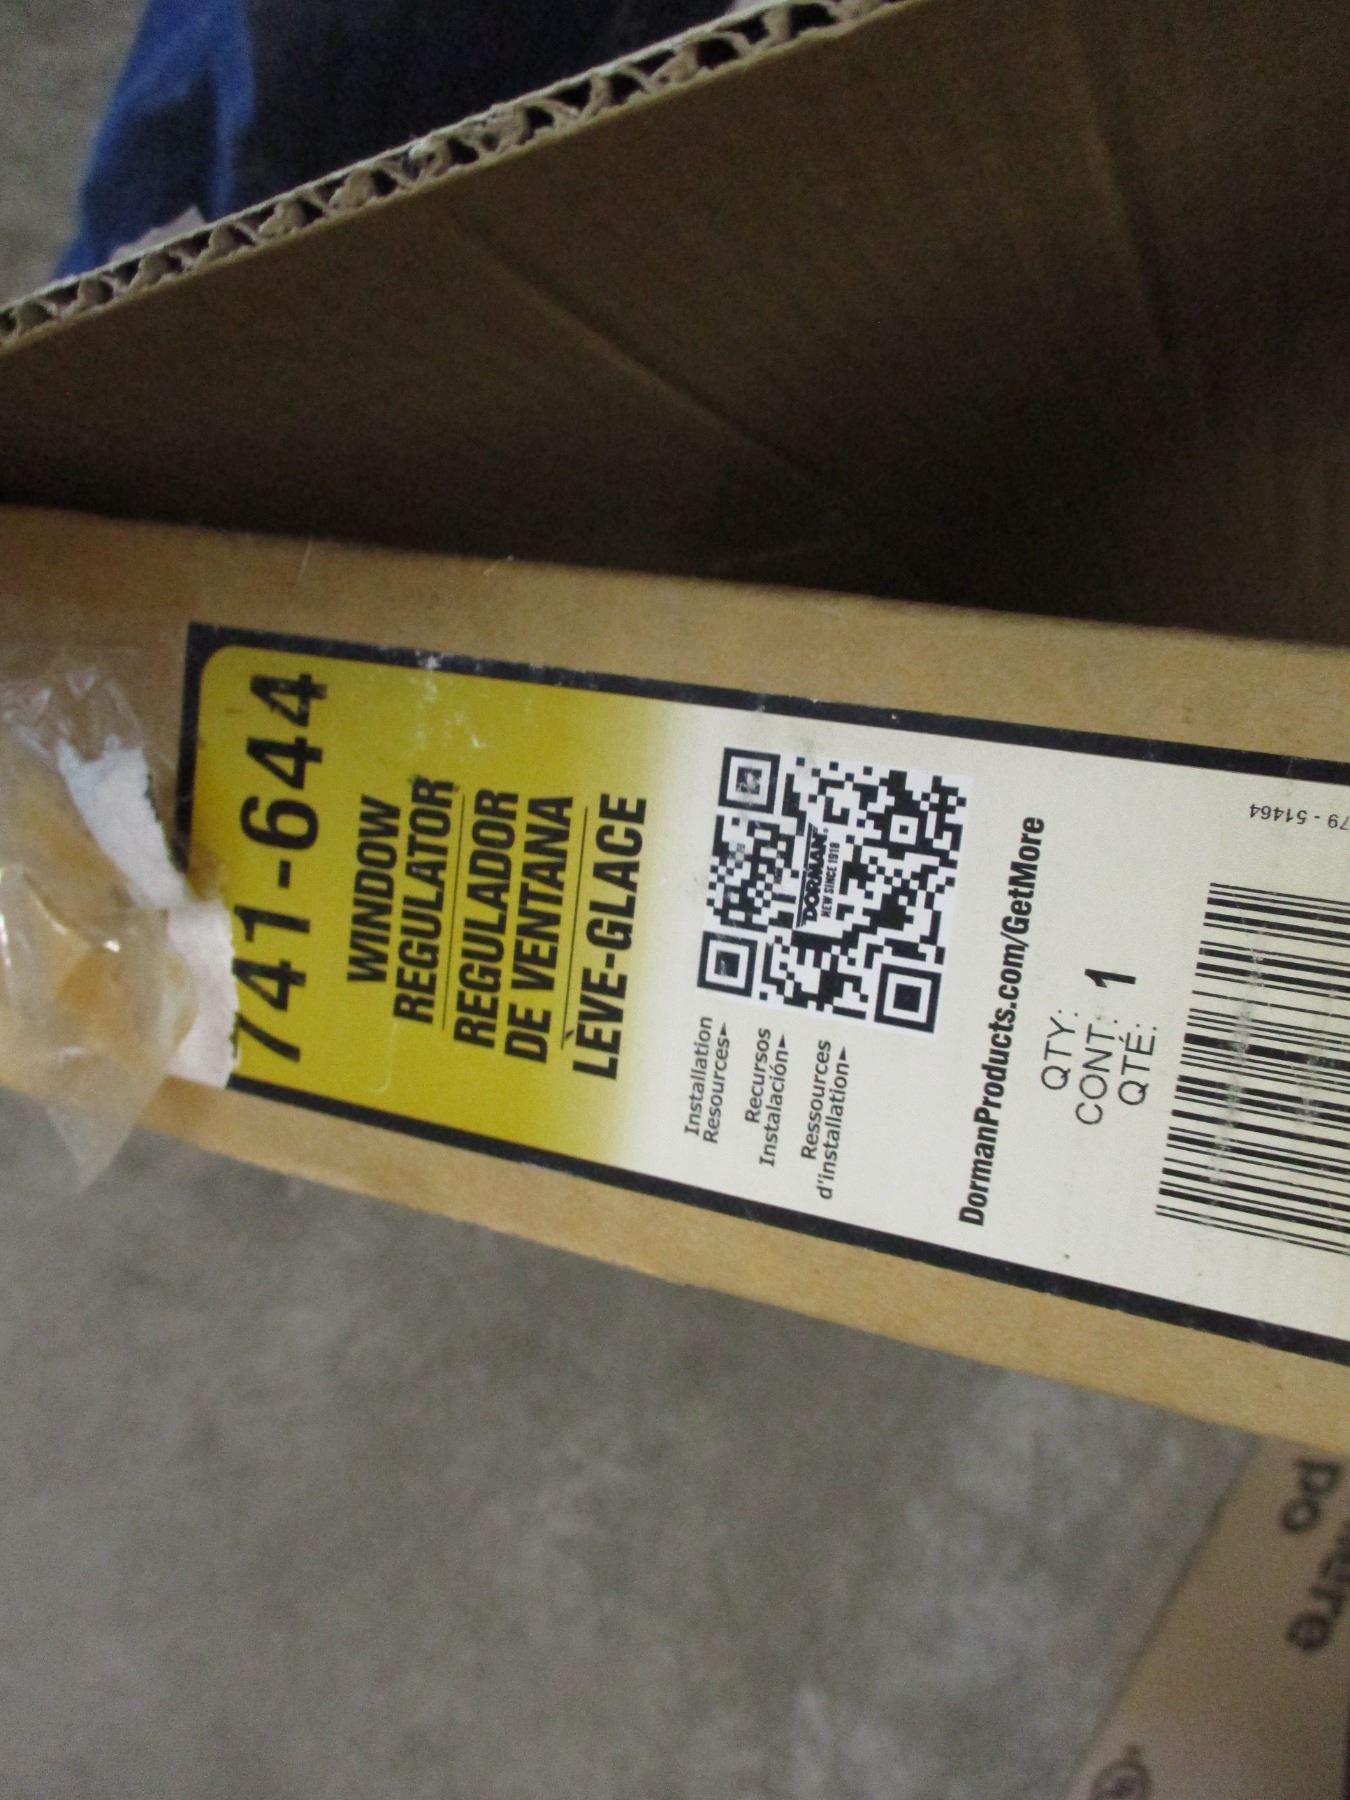 741-644
WINDOW
REGULATOR
REGULADOR
DE VENTANA
LÈVE-GLACE
Installation
Resources
Recursos
Instalación
Ressources
d'installation
DORMAN®
NEW SINCE 1918
DormanProducts.com/GetMore
QTY:
CONT: 1
QTÉ:
79 - 51464